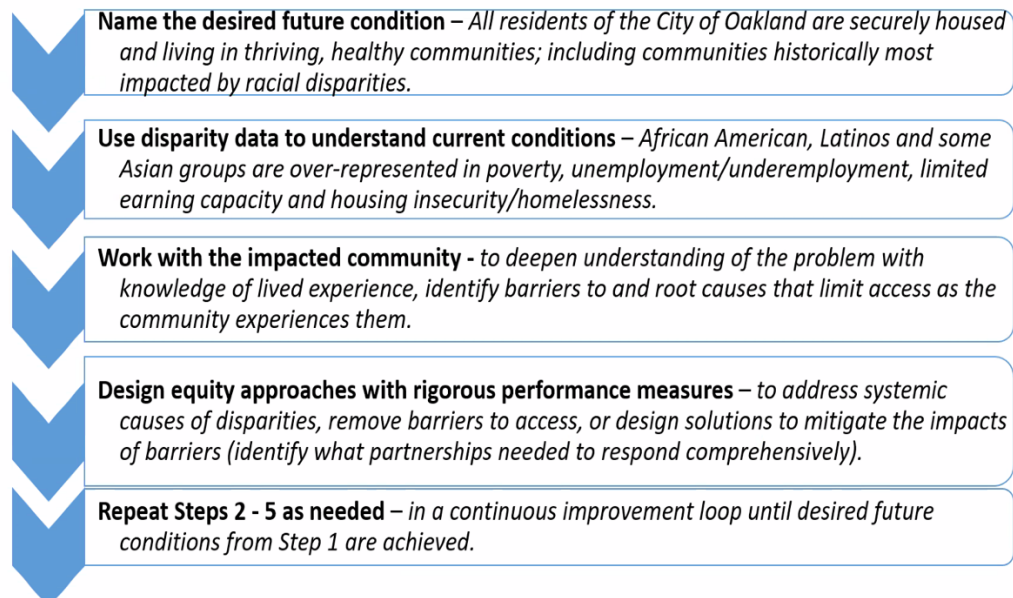 Name the desired future condition – All residents of the City of Oakland are securely housed
and living in thriving, healthy communities; including communities historically most
impacted by racial disparities.
Use disparity data to understand current conditions – African American, Latinos and some
Asian groups are over-represented in poverty, unemployment/underemployment, limited
earning capacity and housing insecurity/homelessness.
Work with the impacted community - to deepen understanding of the problem with
knowledge of lived experience, identify barriers to and root causes that limit access as the
community experiences them.
Design equity approaches with rigorous performance measures – to address systemic
causes of disparities, remove barriers to access, or design solutions to mitigate the impacts
of barriers (identify what partnerships needed to respond comprehensively).
Repeat Steps 2 - 5 as needed – in a continuous improvement loop until desired future
conditions from Step 1 are achieved.